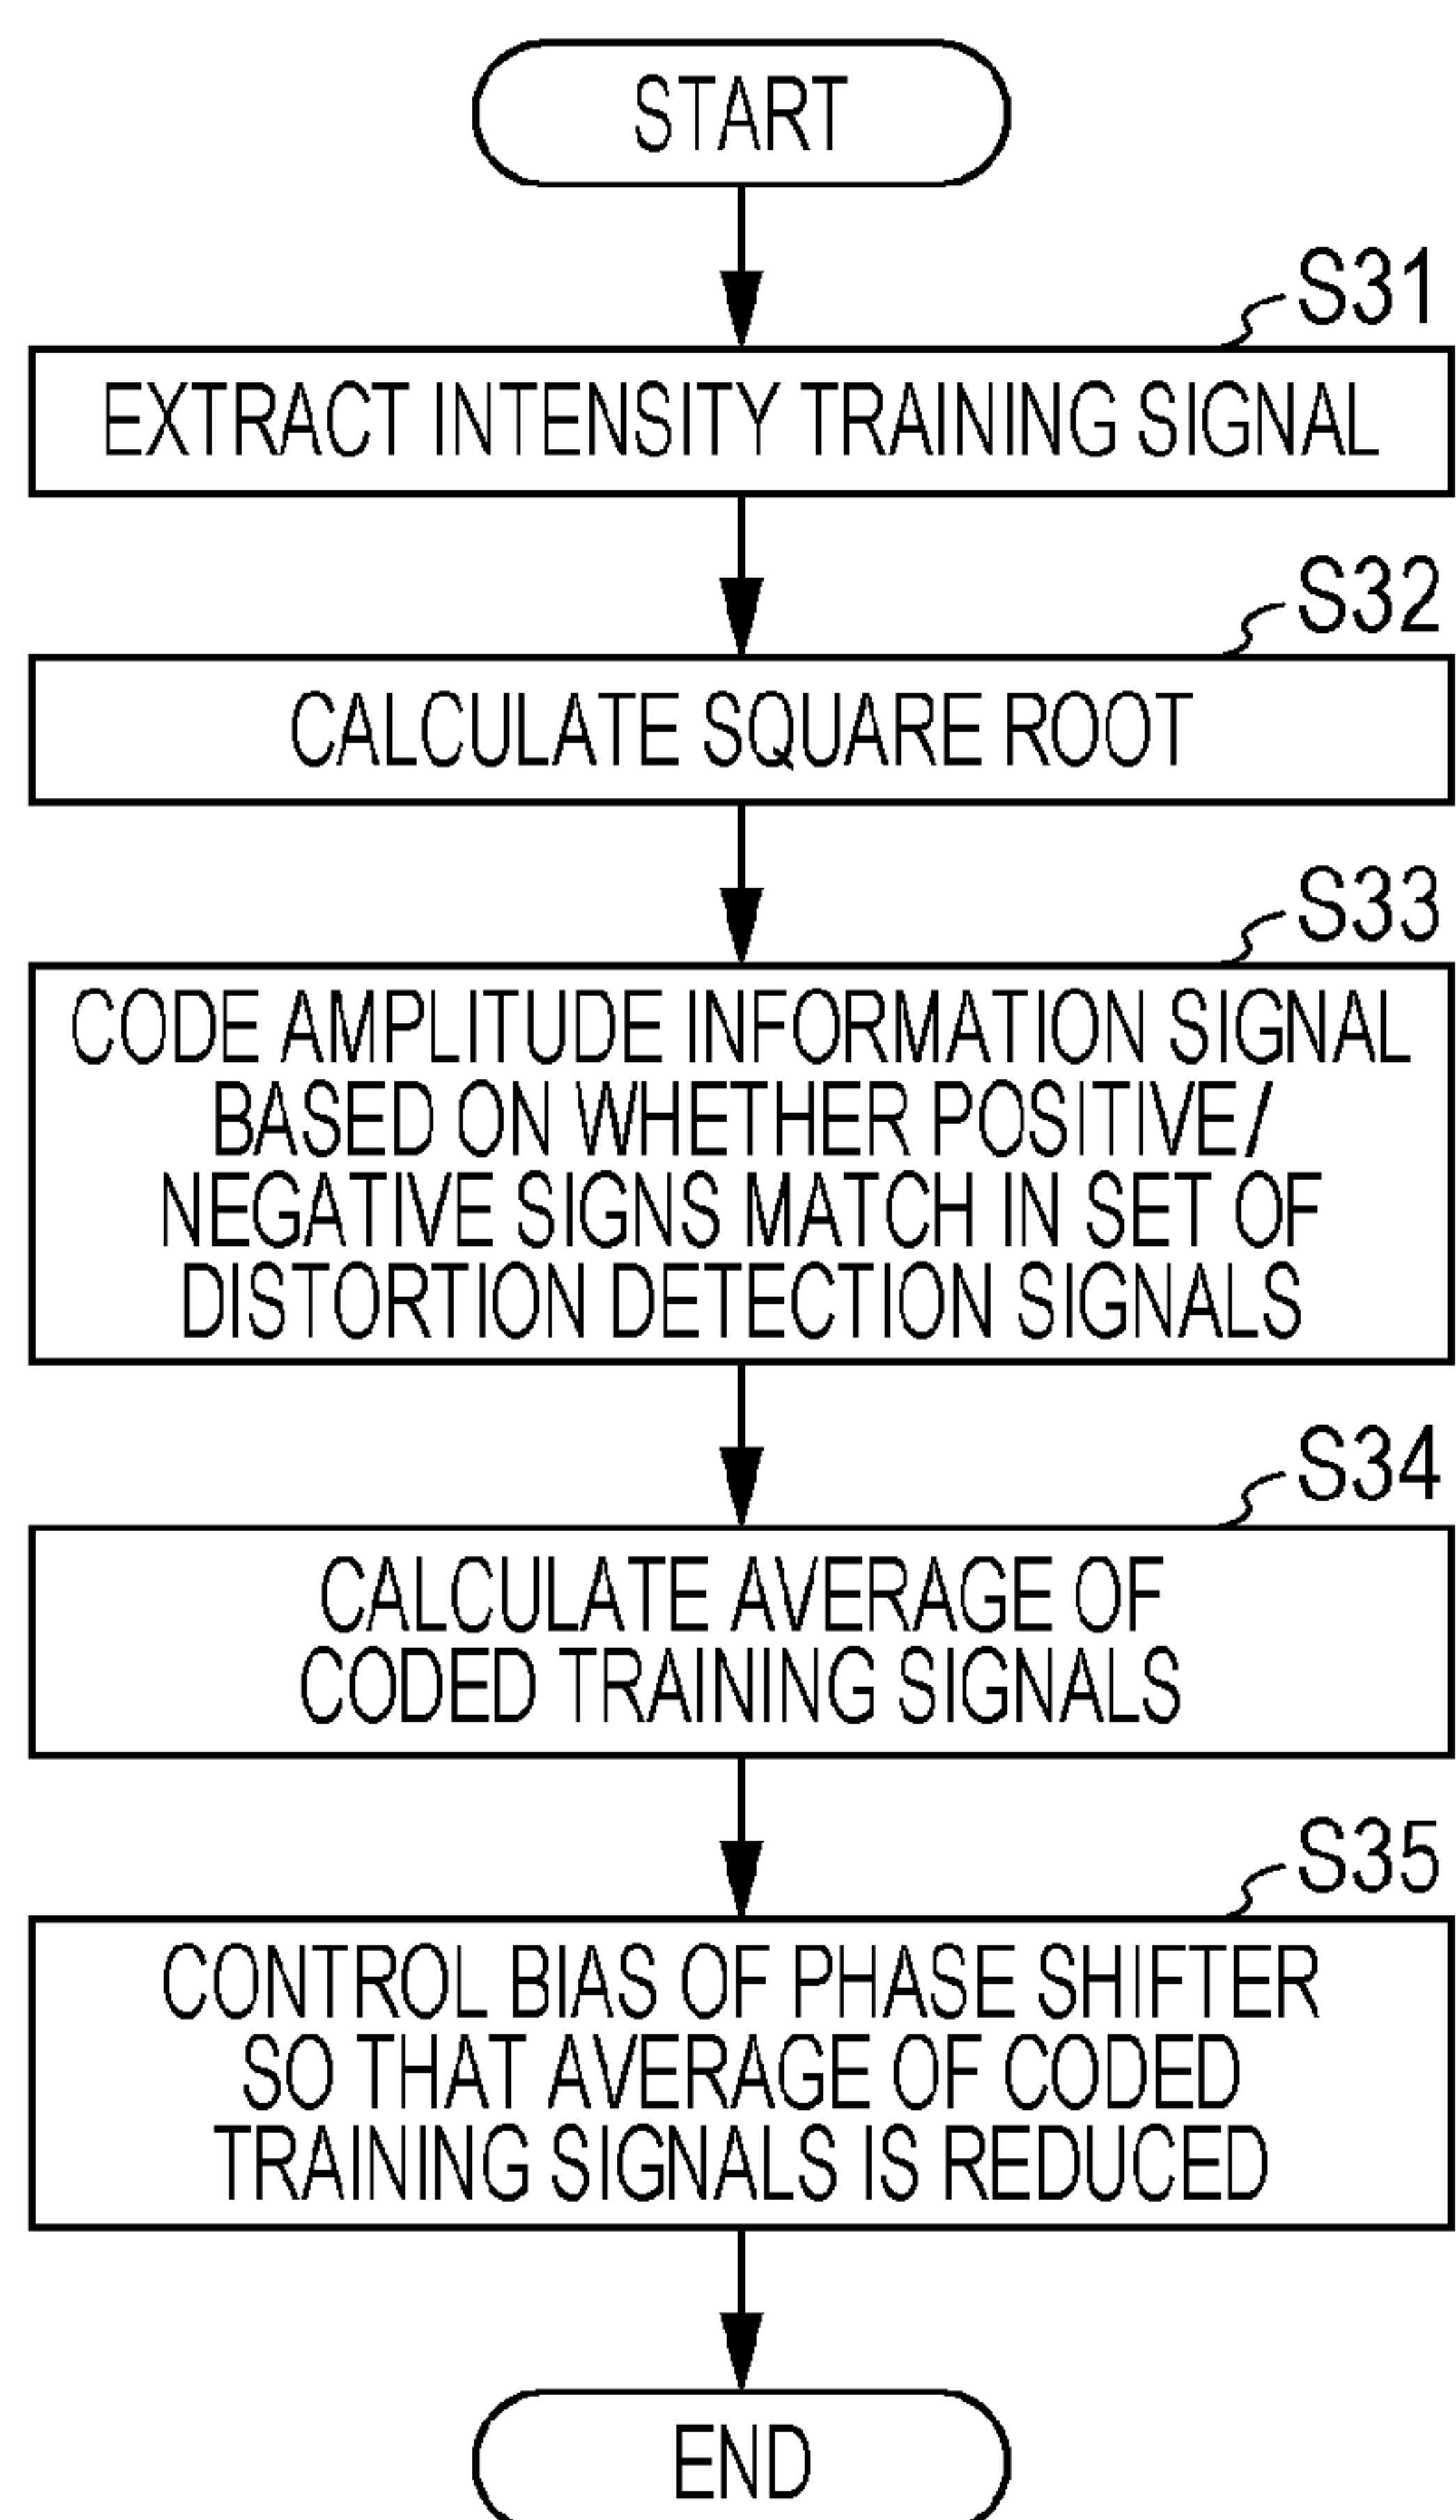 START
S31
EXTRACT INTENSITY TRAINING SIGNAL
S32
CALCULATE SQUARE ROOT
S33
CODE AMPLITUDE INFORMATION SIGNAL
BASED ON WHETHER POSITIVE/
NEGATIVE SIGNS MATCH IN SET OF
DISTORTION DETECTION SIGNALS
S34
CALCULATE AVERAGE OF
CODED TRAINING SIGNALS
S35
CONTROL BIAS OF PHASE SHIFTER
SO THAT AVERAGE OF CODED
TRAINING SIGNALS IS REDUCED
END